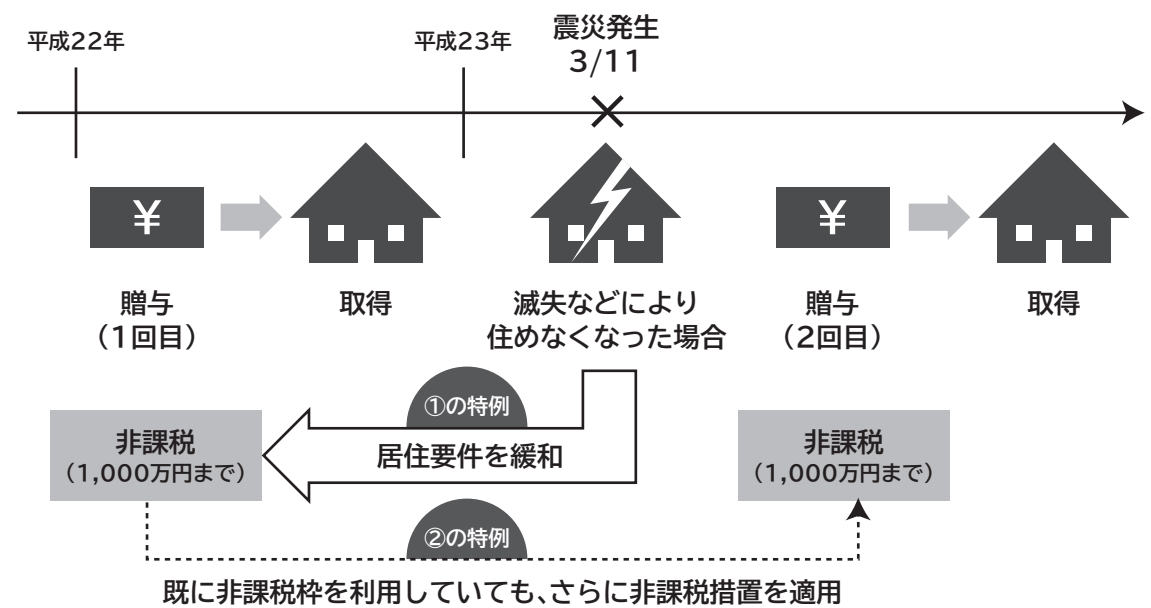 平成22年
平成23年
震災発生
3/11
¥
¥
贈与
（1回目）
取得
滅失などにより
住めなくなった場合
贈与
（2回目）
取得
①の特例
非課税
（1,000万円まで）
居住要件を緩和
非課税
（1,000万円まで）
②の特例
既に非課税枠を利用していても、さらに非課税措置を適用